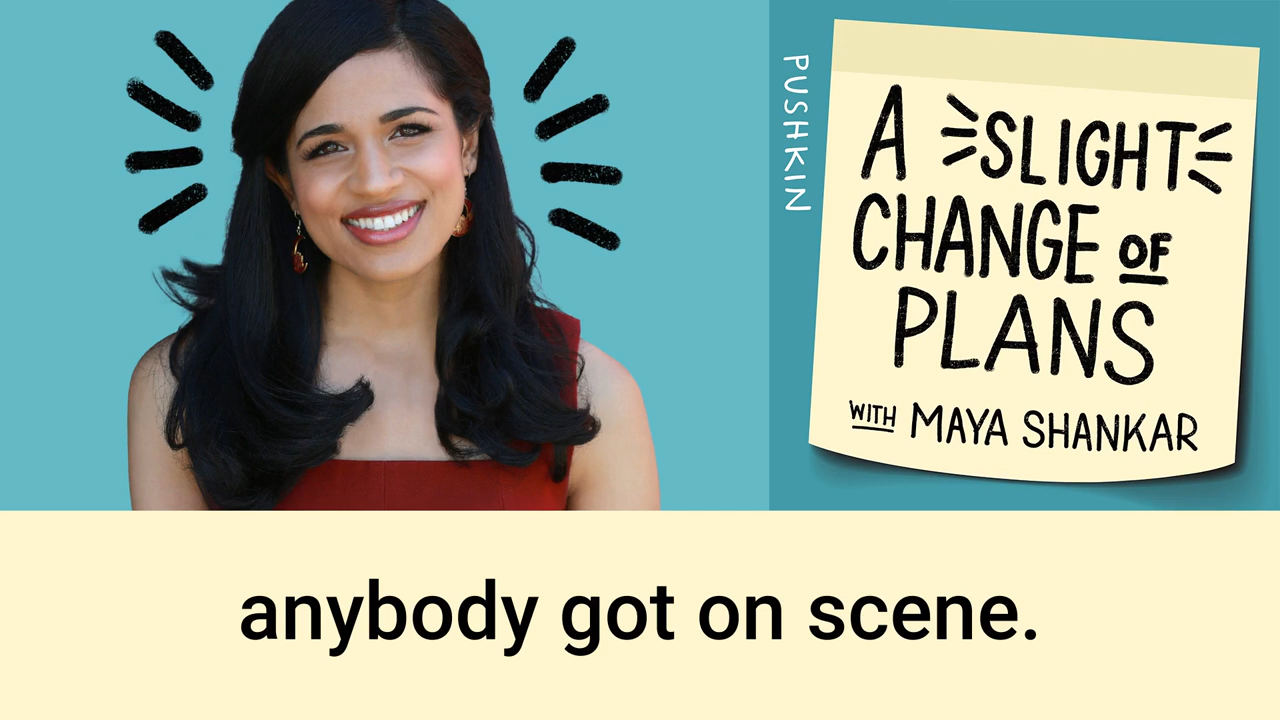 PUSHKIN
A SLIGHT
CHANGE OF
PLANS
WITH MAYA SHANKAR
anybody got on scene.